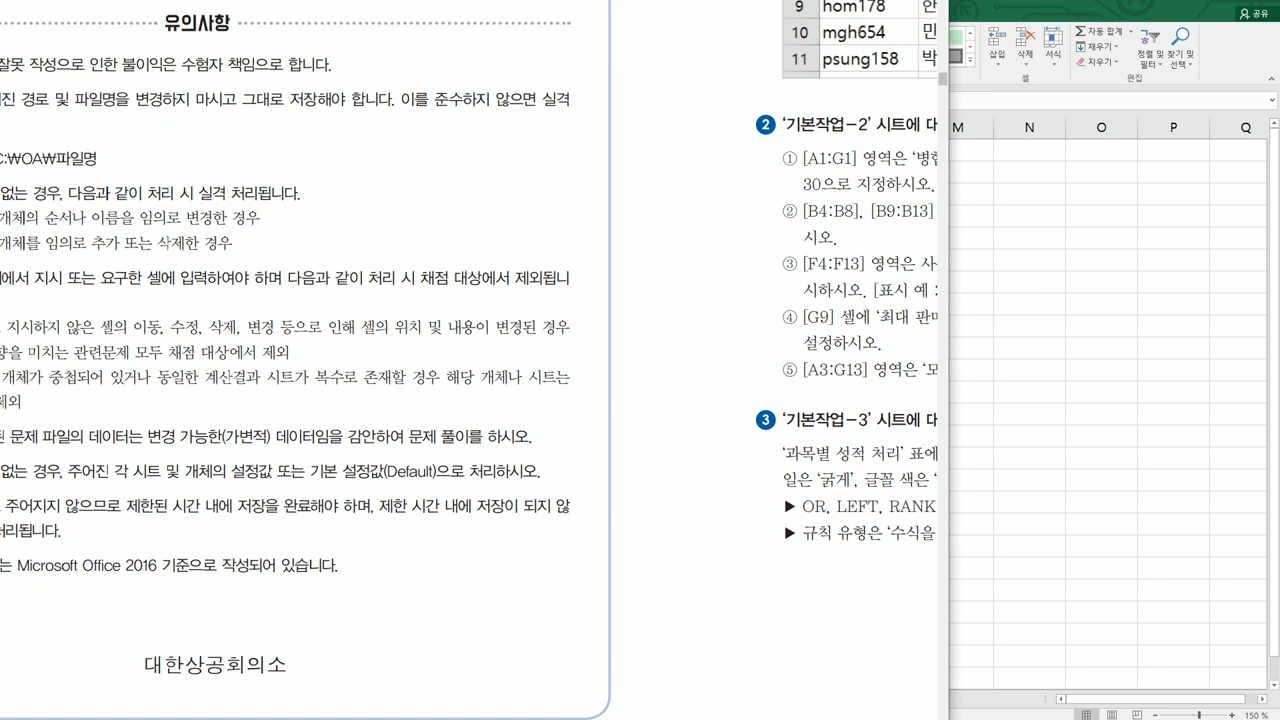 유의사항
잘못 작성으로 인한 불이익은 수험자 책임으로 합니다.
진 경로 및 파일명을 변경하지 마시고 그대로 저장해야 합니다. 이를 준수하지 않으면 실격
C:₩OA₩파일명
없는 경우, 다음과 같이 처리 시 실격 처리됩니다.
개체의 순서나 이름을 임의로 변경한 경우
개체를 임의로 추가 또는 삭제한 경우
에서 지시 또는 요구한 셀에 입력하여야 하며 다음과 같이 처리 시 채점 대상에서 제외됩니
지시하지 않은 셀의 이동, 수정, 삭제, 변경 등으로 인해 셀의 위치 및 내용이 변경된 경우
향을 미치는 관련문제 모두 채점 대상에서 제외
개체가 중첩되어 있거나 동일한 계산결과 시트가 복수로 존재할 경우 해당 개체나 시트는
제외
된 문제 파일의 데이터는 변경 가능한(가변적) 데이터임을 감안하여 문제 풀이를 하시오.
없는 경우, 주어진 각 시트 및 개체의 설정값 또는 기본 설정값(Default)으로 처리하시오.
주어지지 않으므로 제한된 시간 내에 저장을 완료해야 하며, 제한 시간 내에 저장이 되지 않
처리됩니다.
는 Microsoft Office 2016 기준으로 작성되어 있습니다.
대한상공회의소
9 hom178 한
10 mgh654 민
11 psung158 박
2 ‘기본작업-2’ 시트에 대
① [A1:G1] 영역은 ‘병합
30으로 지정하시오.
② [B4:B8], [B9:B13]
시오.
③ [F4:F13] 영역은 사
시하시오. [표시 예 :
④ [G9] 셀에 ‘최대 판매
설정하시오.
⑤ [A3:G13] 영역은 ‘모
3 ‘기본작업-3’ 시트에 대
‘과목별 성적 처리’ 표에
일은 ‘굵게’, 글꼴 색은 ‘
▶ OR, LEFT, RANK
▶ 규칙 유형은 ‘수식을
공유
삽입 삭제 서식
셀
자동 합계
채우기
지우기
정렬 및 필터 찾기 및 선택
편집
M N O P Q
150 %